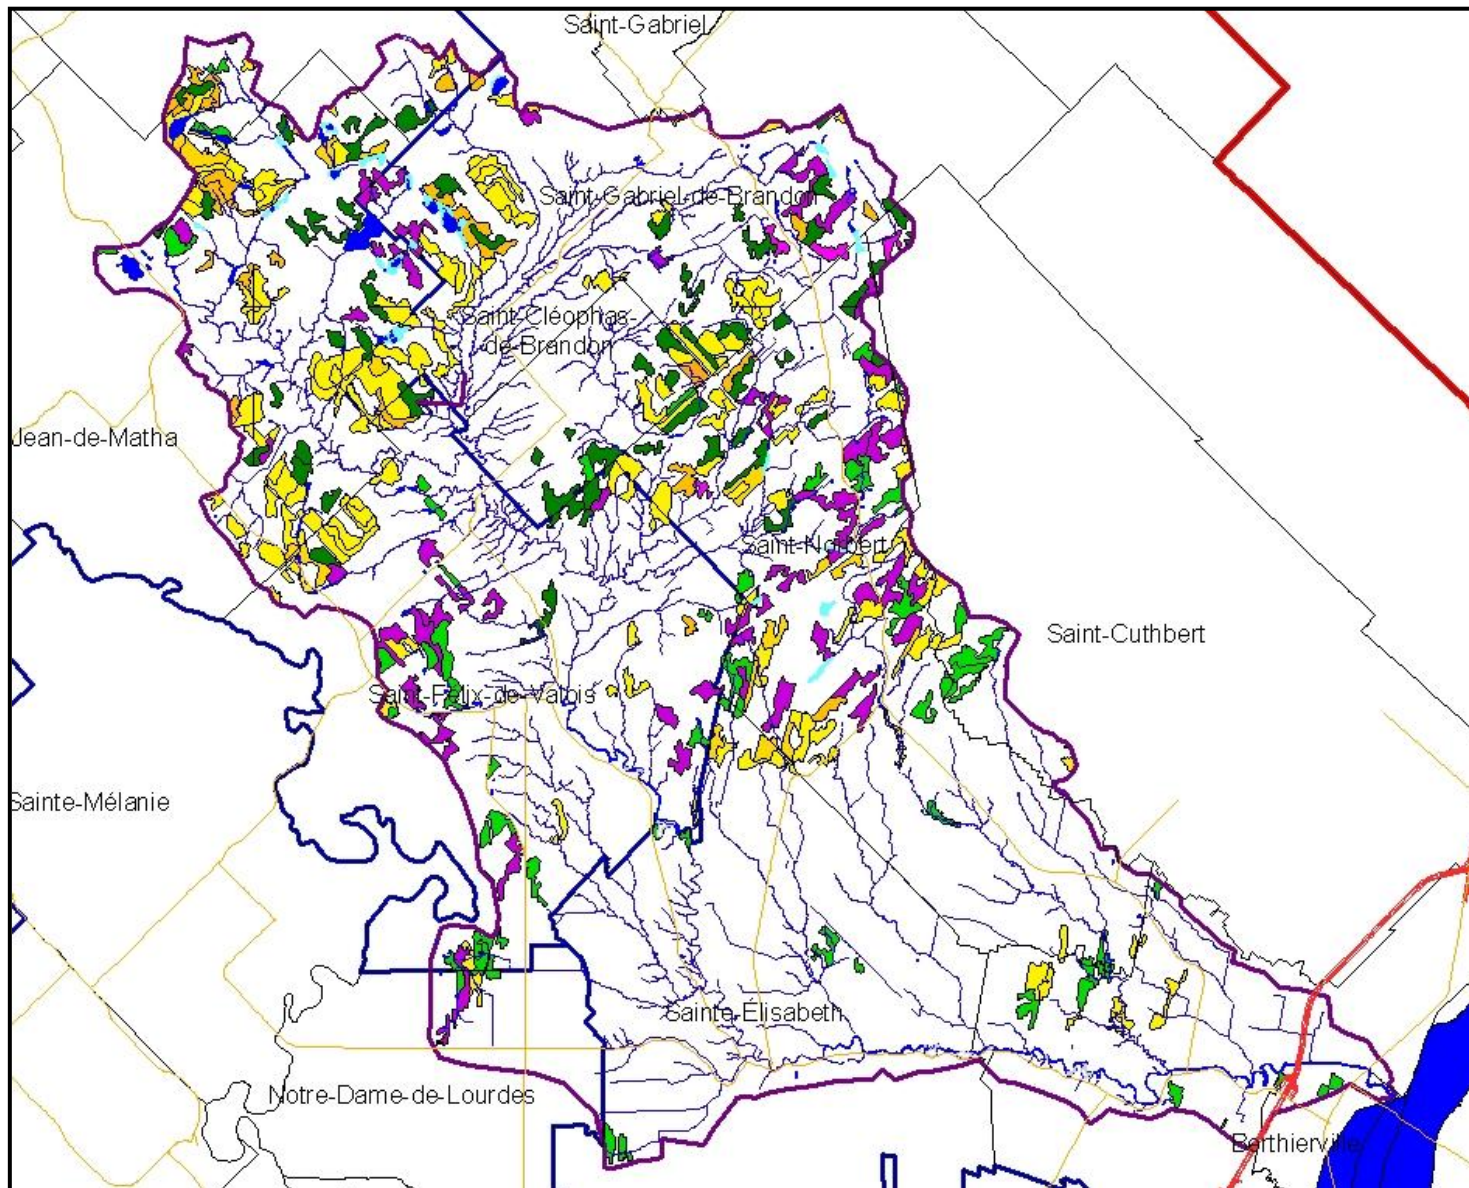 Saint-Gabriel
Saint-Gabriel-de-Brandon
Saint-Cléophas-
de-Brandon
Jean-de-Matha
Saint-Norbert
Saint-Cuthbert
Saint-Félix-de-Valois
Sainte-Mélanie
Sainte-Élisabeth
Notre-Dame-de-Lourdes
Berthierville